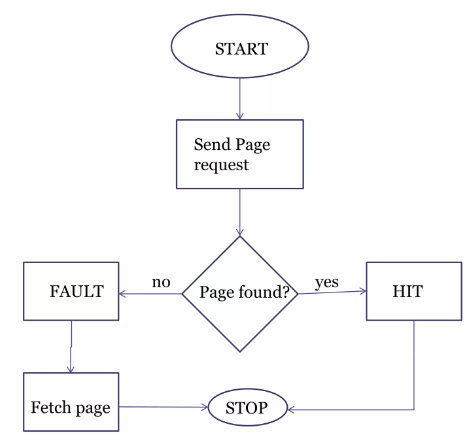 START
Send Page
request
Page found?
no
yes
FAULT
HIT
Fetch page
STOP